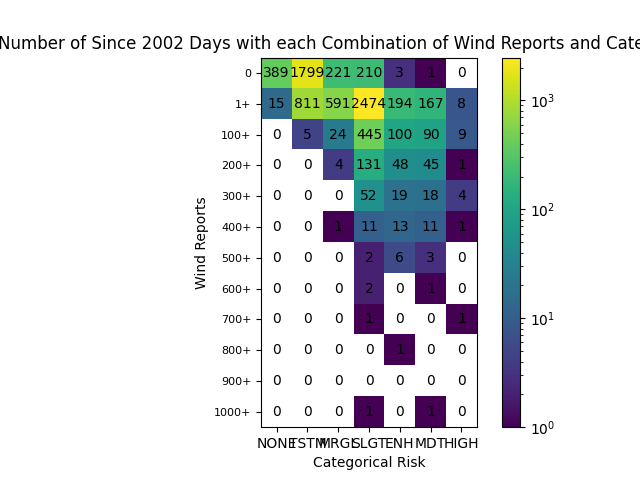 Number of Since 2002 Days with each Combination of Wind Reports and Cate
0 389 1799 221 210 3 1 0
1+ 15 811 591 2474 194 167 8
100+ 0 5 24 445 100 90 9
200+ 0 0 4 131 48 45 1
300+ 0 0 0 52 19 18 4
400+ 0 0 1 11 13 11 1
500+ 0 0 0 2 6 3 0
600+ 0 0 0 2 0 1 0
700+ 0 0 0 1 0 0 1
800+ 0 0 0 0 1 0 0
900+ 0 0 0 0 0 0 0
1000+ 0 0 0 1 0 1 0
NONE TSTM MRGL SLGT ENH MDT HIGH
Categorical Risk
Wind Reports
10³
10²
10¹
10⁰